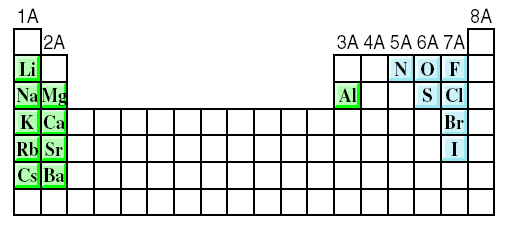 1A 8A
2A 3A 4A 5A 6A 7A
Li N O F
Na Mg Al S Cl
K Ca Br
Rb Sr I
Cs Ba